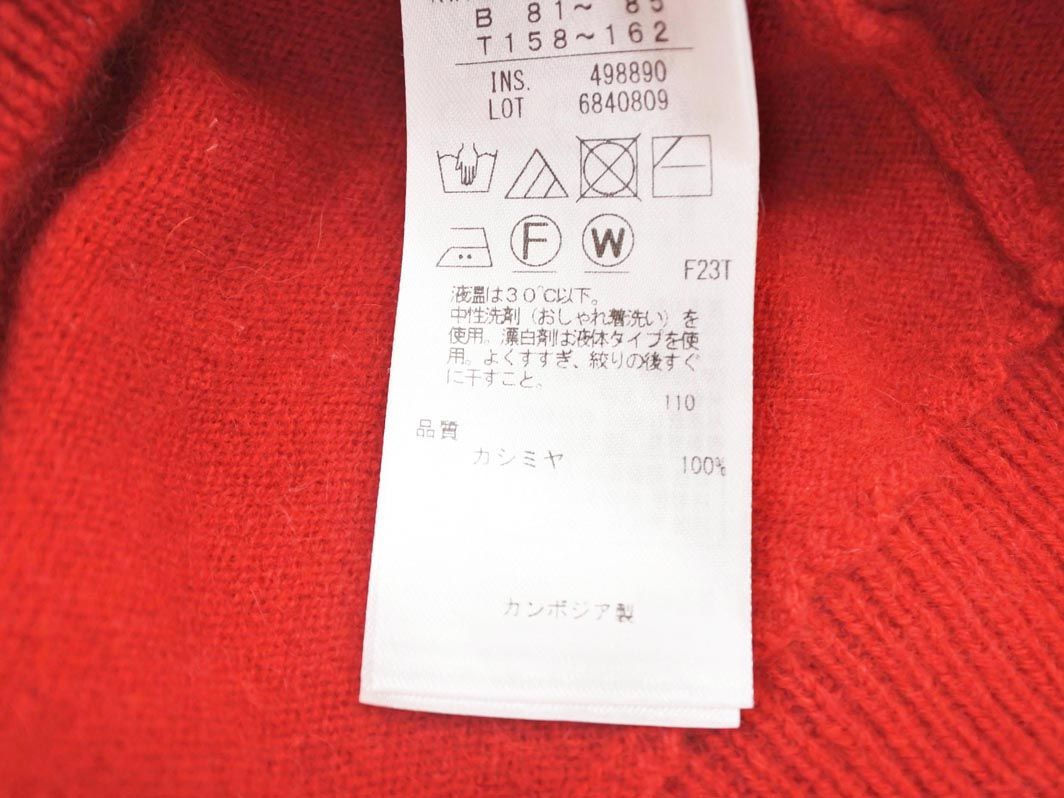 B 81～ 85
T158～162
INS. 498890
LOT 6840809
F W
F23T
液温は30℃以下。
中性洗剤（おしゃれ着洗い）を
使用。漂白剤は液体タイプを使
用。よくすすぎ、絞りの後すぐ
に干すこと。
110
品質
カシミヤ 100%
カンボジア製